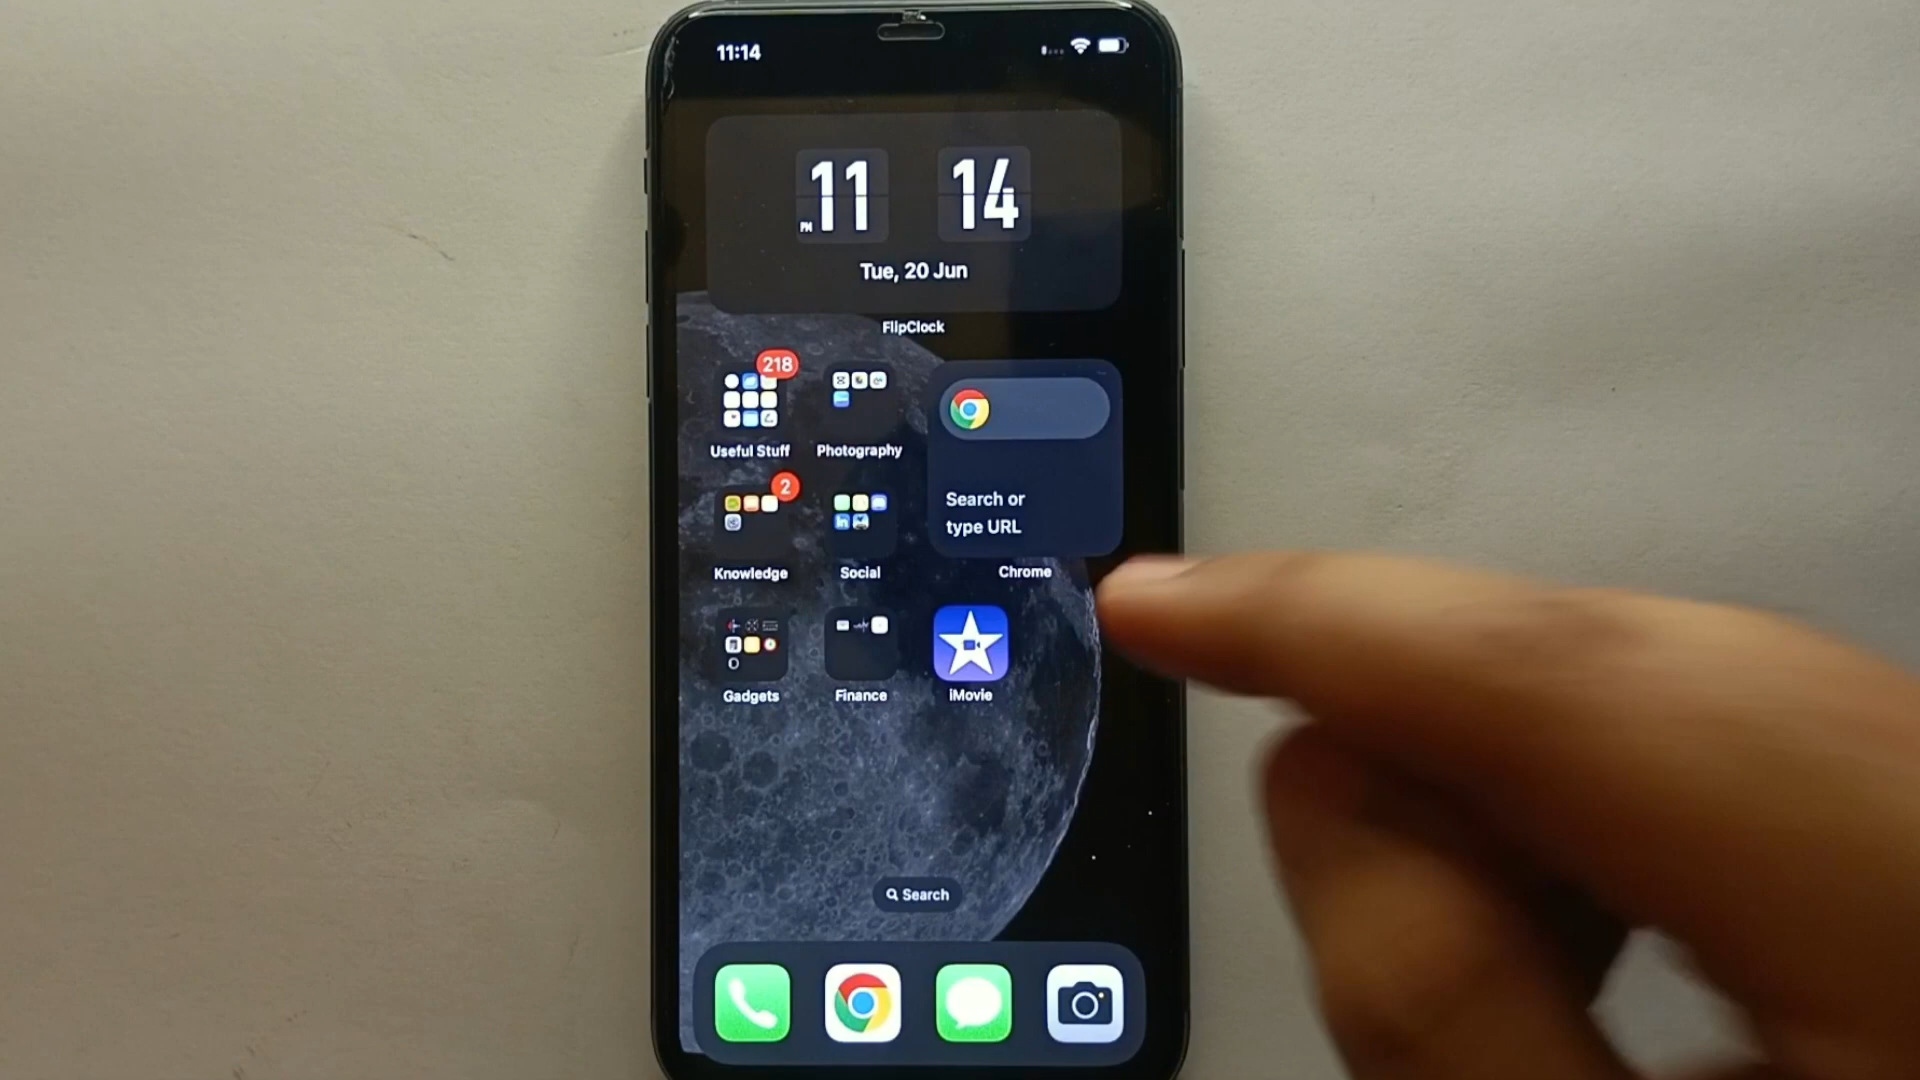 11:14
PM 11 14
Tue, 20 Jun
FlipClock
218
Useful Stuff Photography
Search or
type URL
2
Knowledge Social Chrome
Gadgets Finance iMovie
Search